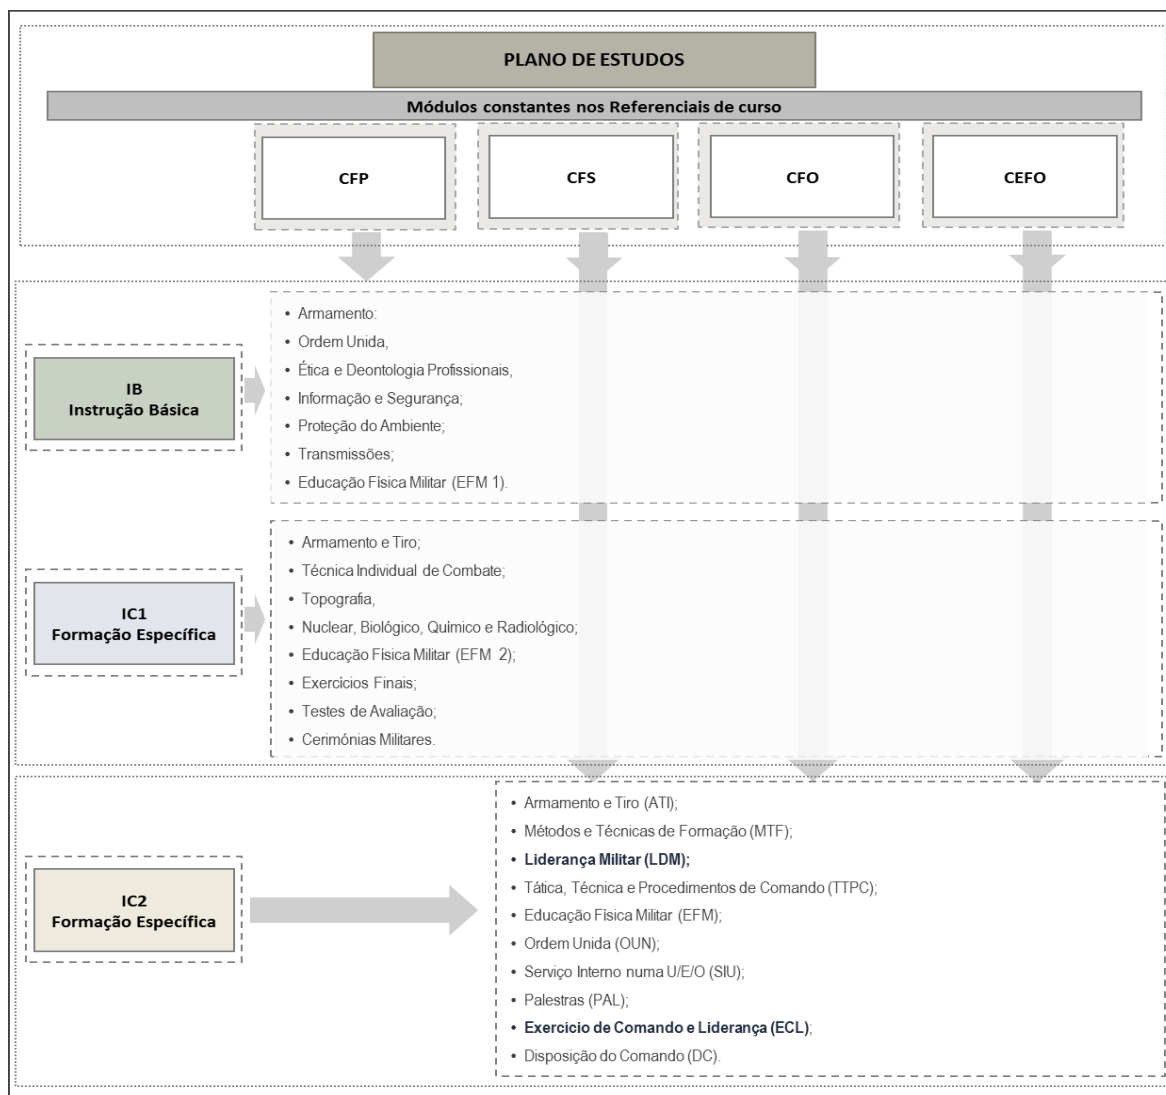 PLANO DE ESTUDOS
Módulos constantes nos Referenciais de curso
CFP
CFS
CFO
CEFO
IB
Instrução Básica
• Armamento:
• Ordem Unida,
• Ética e Deontologia Profissionais,
• Informação e Segurança;
• Proteção do Ambiente;
• Transmissões;
• Educação Física Militar (EFM 1).
IC1
Formação Específica
• Armamento e Tiro;
• Técnica Individual de Combate;
• Topografia,
• Nuclear, Biológico, Químico e Radiológico;
• Educação Física Militar (EFM 2);
• Exercícios Finais;
• Testes de Avaliação;
• Cerimónias Militares.
IC2
Formação Específica
• Armamento e Tiro (ATI);
• Métodos e Técnicas de Formação (MTF);
• Liderança Militar (LDM);
• Tática, Técnica e Procedimentos de Comando (TTPC);
• Educação Física Militar (EFM);
• Ordem Unida (OUN);
• Serviço Interno numa U/E/O (SIU);
• Palestras (PAL);
• Exercício de Comando e Liderança (ECL);
• Disposição do Comando (DC).